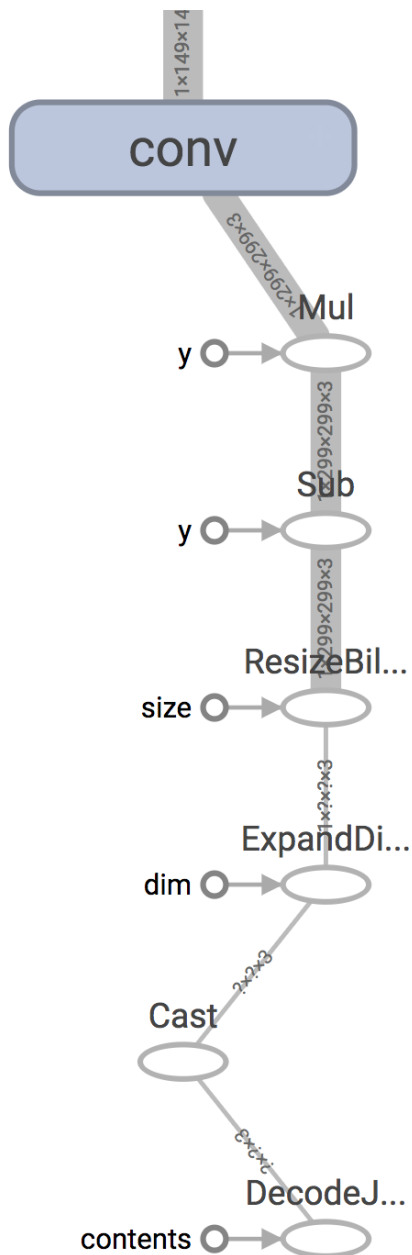 1×149×14
conv
1×299×299×3
Mul
y
1×299×299×3
Sub
y
1×299×299×3
ResizeBil...
size
1×?×?×3
ExpandDi...
dim
?×?×3
Cast
?×?×3
DecodeJ...
contents